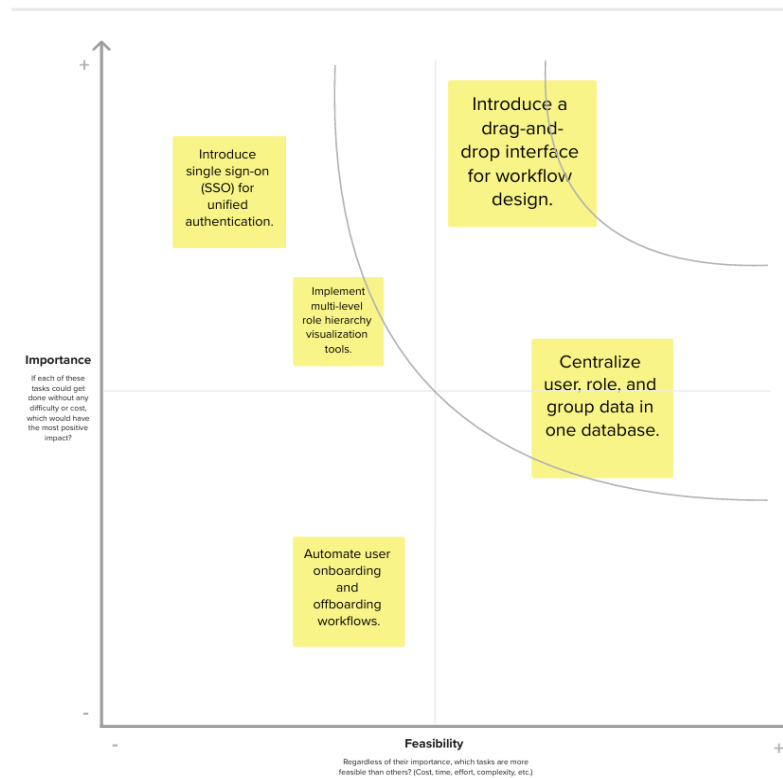 +
Introduce a
drag-and-
drop interface
for workflow
design.
Introduce
single sign-on
(SSO) for
unified
authentication.
Implement
multi-level
role hierarchy
visualization
tools.
Importance
If each of these
tasks could get
done without any
difficulty or cost,
which would have
the most positive
impact?
Centralize
user, role, and
group data in
one database.
Automate user
onboarding
and
offboarding
workflows.
-
-
Feasibility
+
Regardless of their importance, which tasks are more
feasible than others? (Cost, time, effort, complexity, etc.)